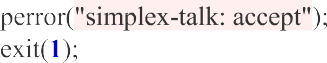 perror("simplex-talk: accept");
exit(1);